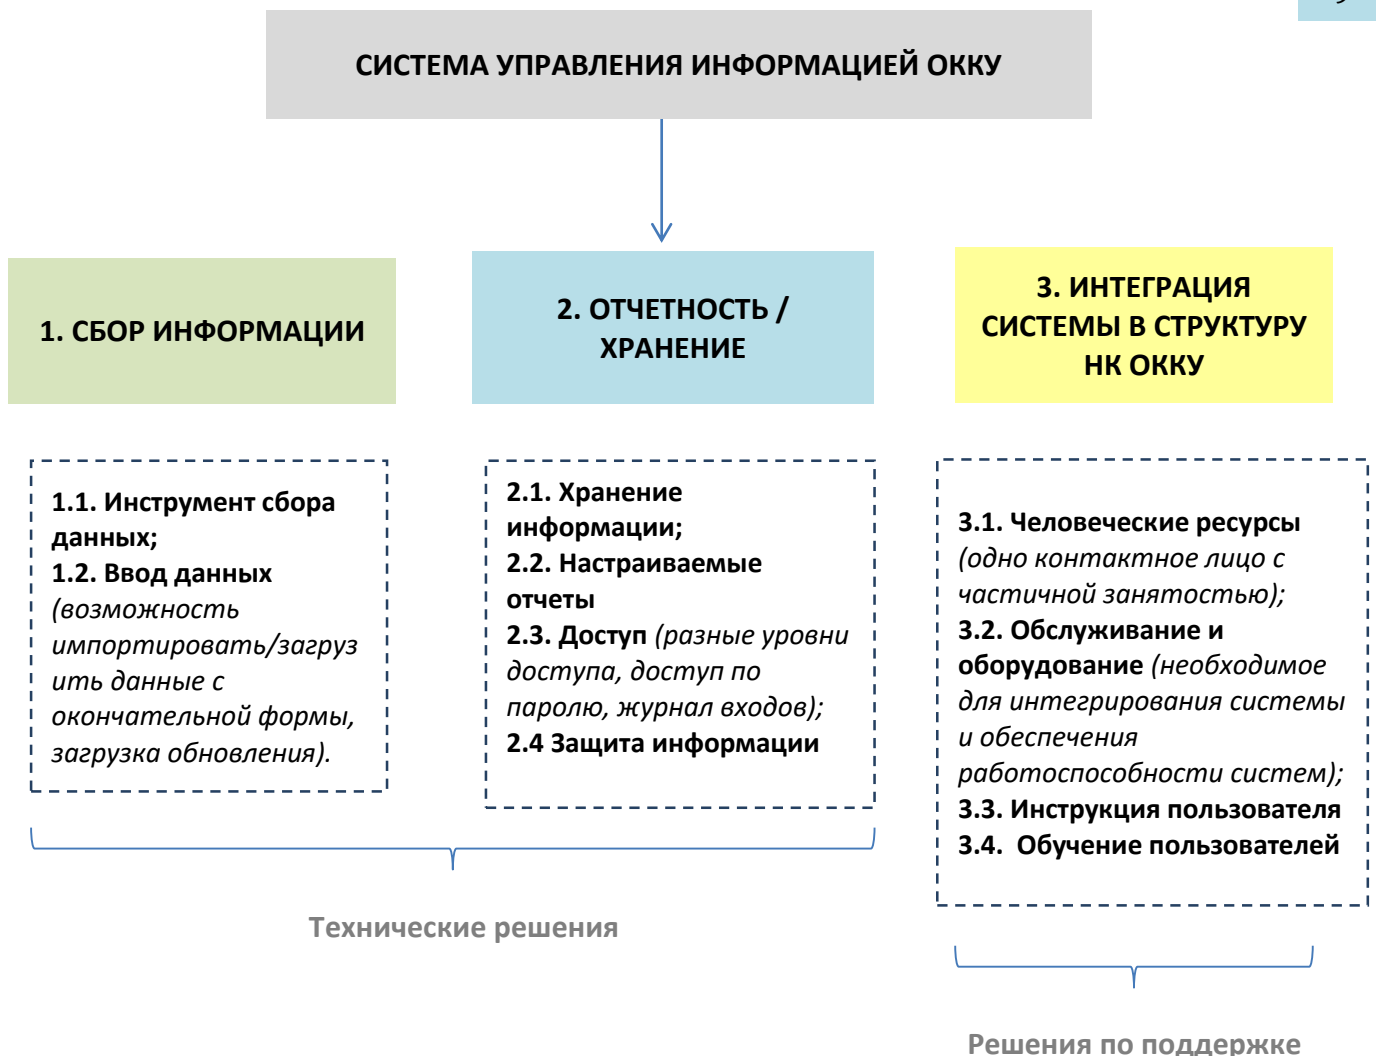 СИСТЕМА УПРАВЛЕНИЯ ИНФОРМАЦИЕЙ ОККУ
1. СБОР ИНФОРМАЦИИ
2. ОТЧЕТНОСТЬ /
ХРАНЕНИЕ
3. ИНТЕГРАЦИЯ
СИСТЕМЫ В СТРУКТУРУ
НК ОККУ
1.1. Инструмент сбора
данных;
1.2. Ввод данных
(возможность
импортировать/загруз
ить данные с
окончательной формы,
загрузка обновления).
2.1. Хранение
информации;
2.2. Настраиваемые
отчеты
2.3. Доступ (разные уровни
доступа, доступ по
паролю, журнал входов);
2.4 Защита информации
3.1. Человеческие ресурсы
(одно контактное лицо с
частичной занятостью);
3.2. Обслуживание и
оборудование (необходимое
для интегрирования системы
и обеспечения
работоспособности систем);
3.3. Инструкция пользователя
3.4. Обучение пользователей
Технические решения
Решения по поддержке